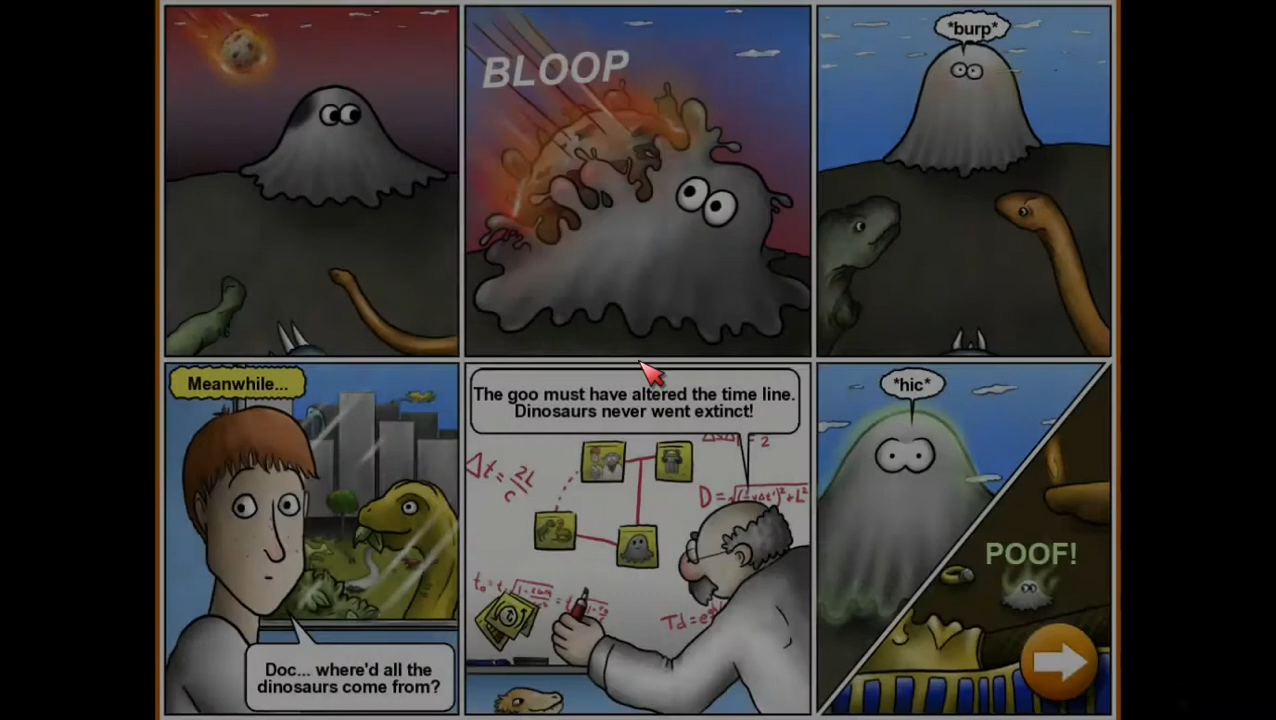 BLOOP
*burp*
Meanwhile...
Doc... where'd all the
dinosaurs come from?
The goo must have altered the time line.
Dinosaurs never went extinct!
Δt = 2L
c
*hic*
POOF!